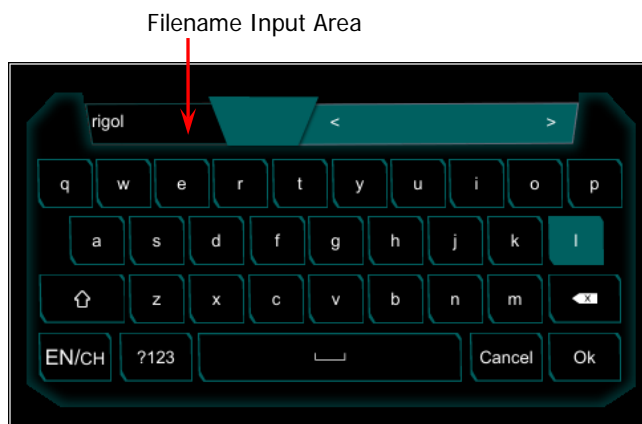 Filename Input Area
rigol < >
q w e r t y u i o p
a s d f g h j k l
z x c v b n m x
EN/CH ?123 Cancel Ok